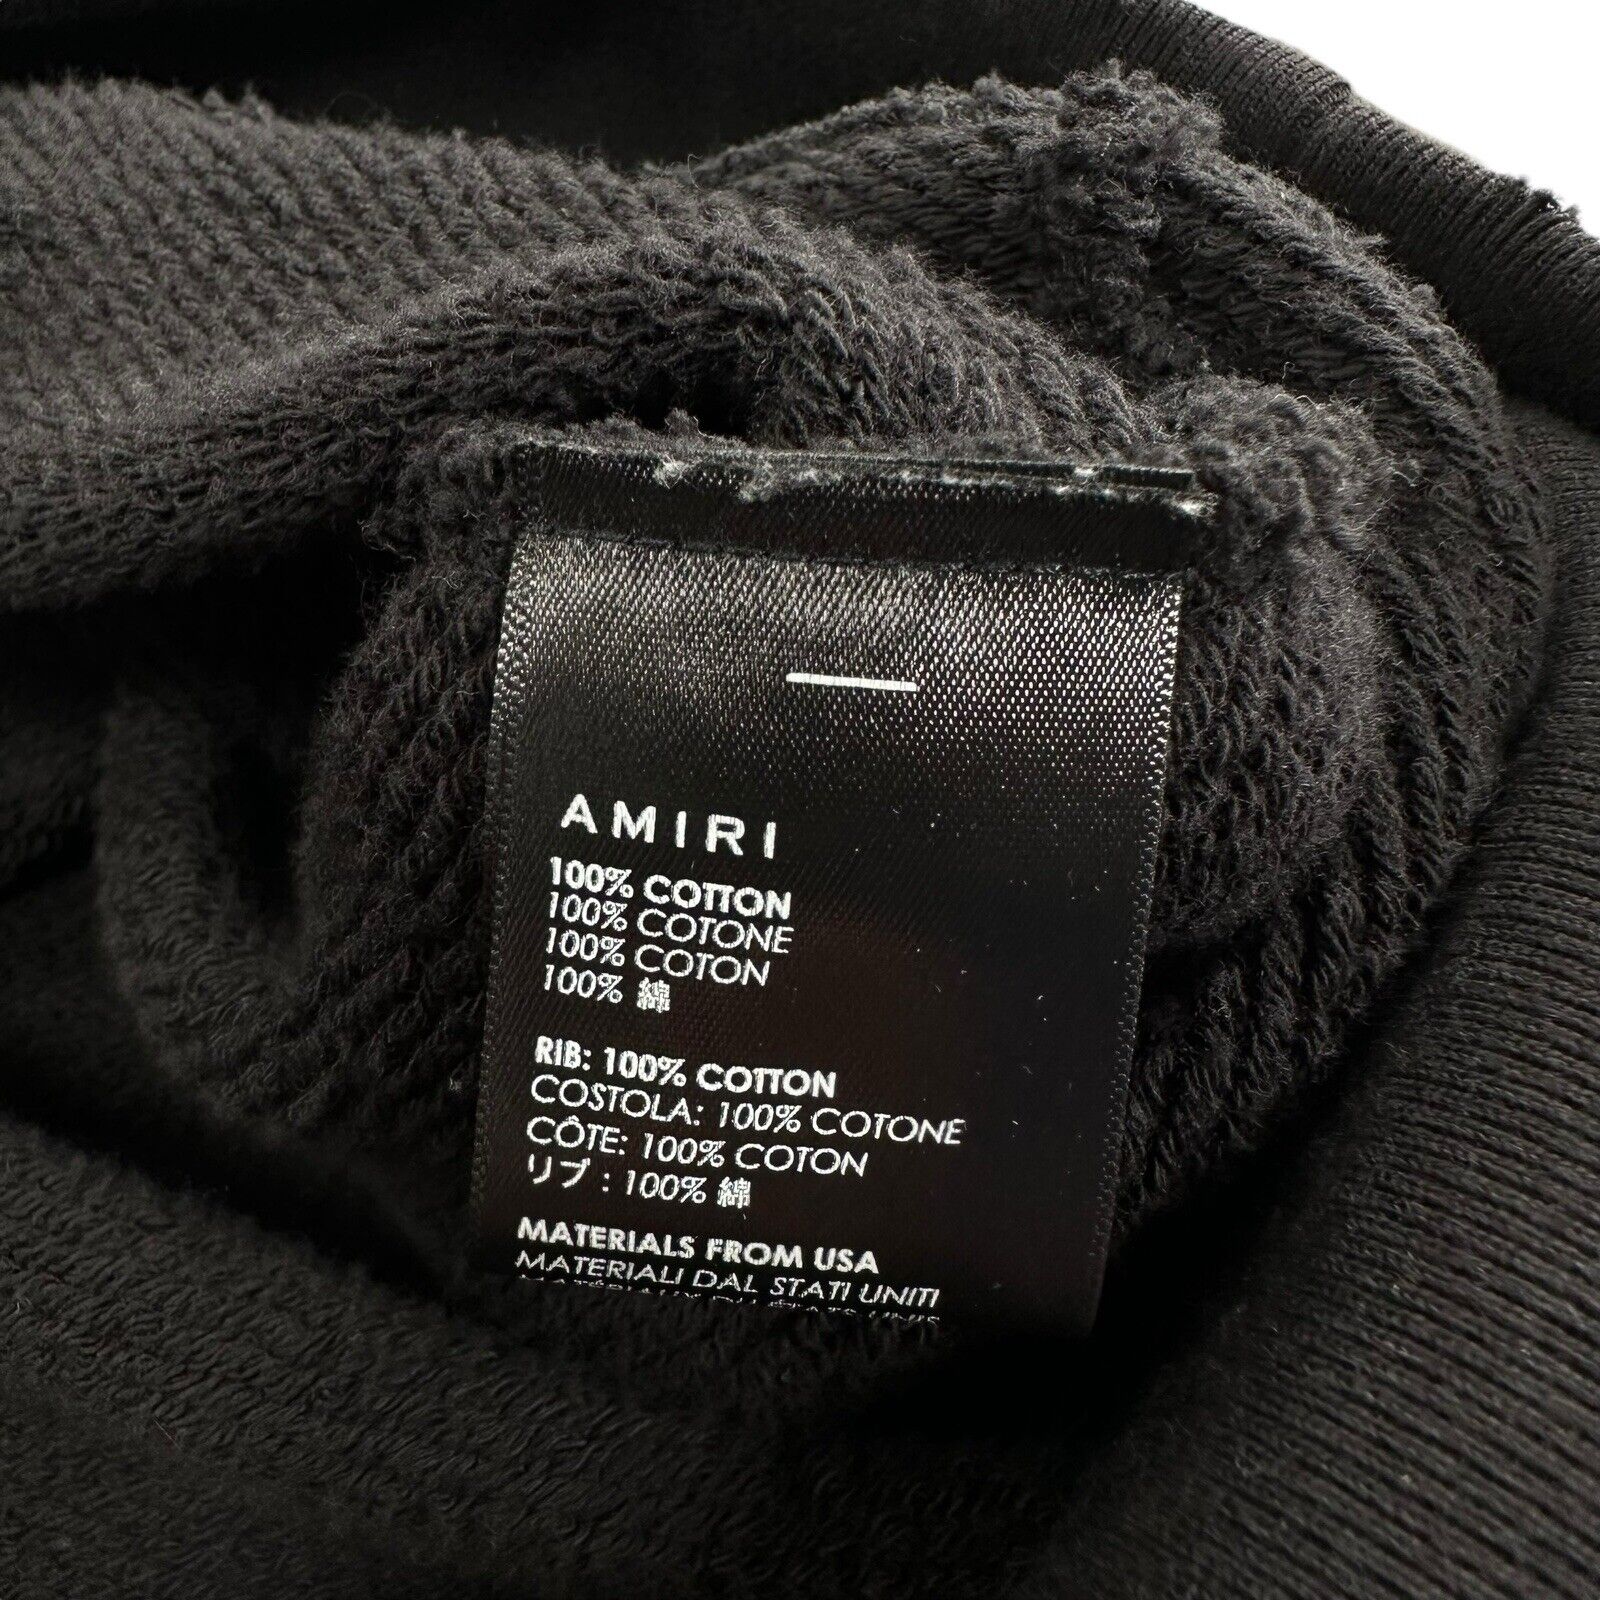 AMIRI
100% COTTON
100% COTONE
100% COTON
100% 綿
RIB: 100% COTTON
COSTOLA: 100% COTONE
CÔTE: 100% COTON
リブ : 100% 綿
MATERIALS FROM USA
MATERIALI DAL STATI UNITI